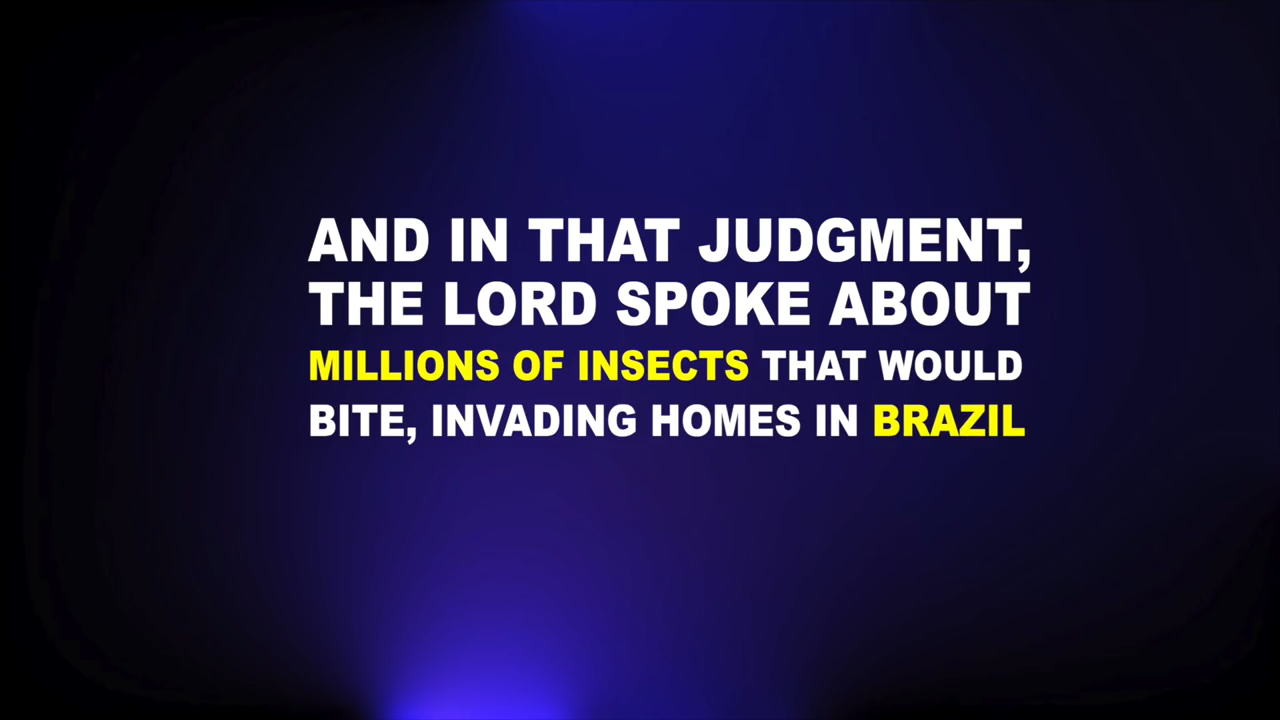 AND IN THAT JUDGMENT,
THE LORD SPOKE ABOUT
MILLIONS OF INSECTS THAT WOULD
BITE, INVADING HOMES IN BRAZIL